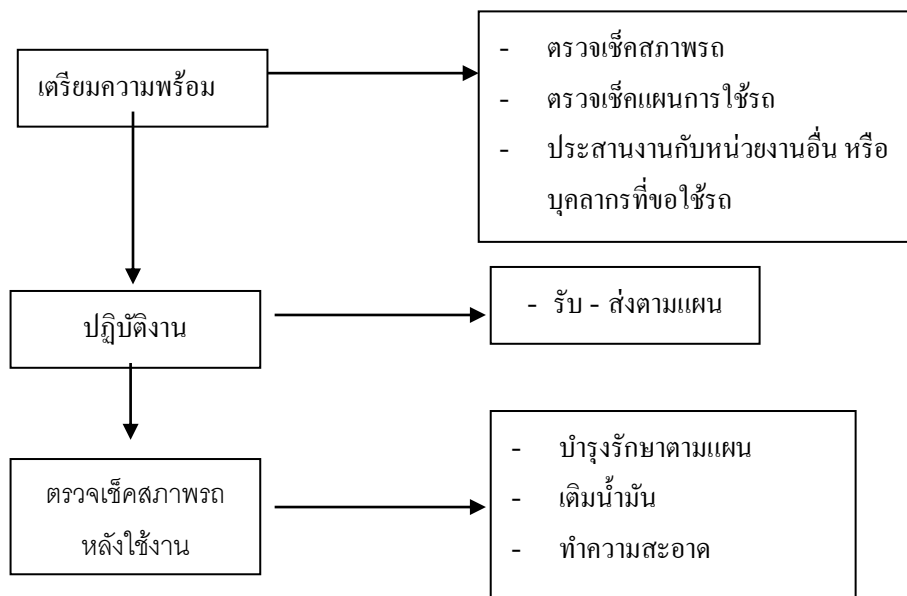 เตรียมความพร้อม
- ตรวจเช็คสภาพรถ
- ตรวจเช็คแผนการใช้รถ
- ประสานงานกับหน่วยงานอื่น หรือ
บุคลากรที่ขอใช้รถ
ปฏิบัติงาน
- รับ - ส่งตามแผน
ตรวจเช็คสภาพรถ
หลังใช้งาน
- บำรุงรักษาตามแผน
- เติมน้ำมัน
- ทำความสะอาด